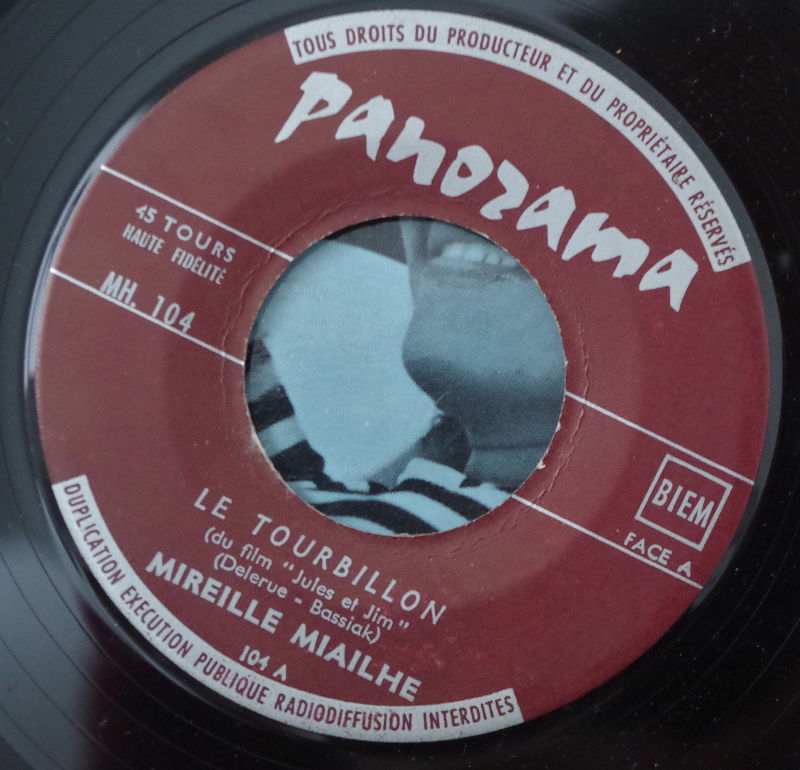 TOUS DROITS DU PRODUCTEUR ET DU PROPRIÉTAIRE RÉSERVÉS
panorama
45 TOURS
HAUTE FIDÉLITÉ
MH. 104
BIEM
FACE A
LE TOURBILLON
(du film "Jules et Jim"
(Delerue - Bassiak)
MIREILLE MIAILHE
104 A
DUPLICATION EXECUTION PUBLIQUE RADIODIFFUSION INTERDITES